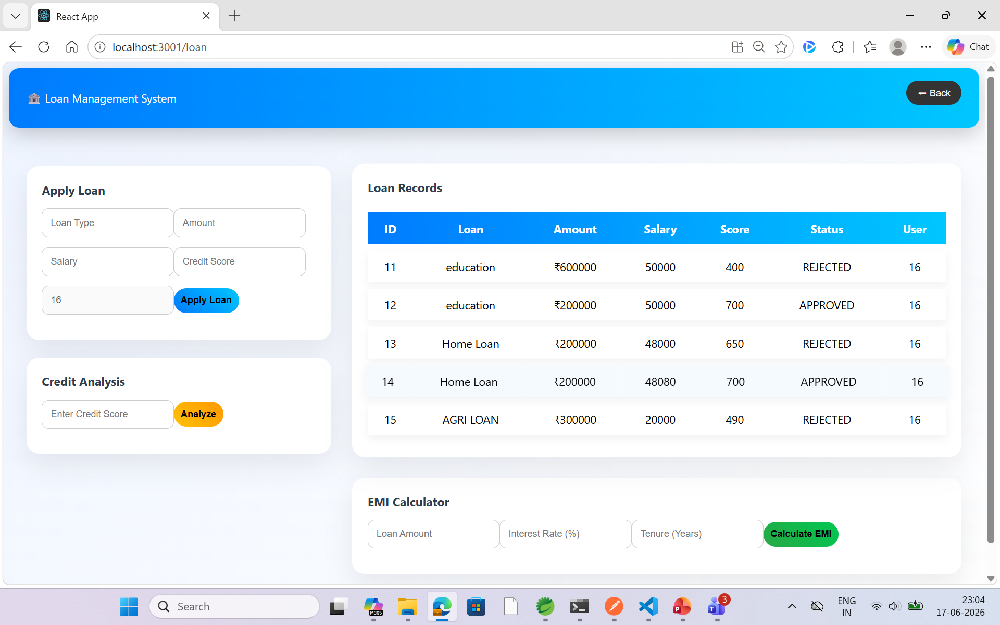 React App
localhost:3001/loan
Chat
🏦 Loan Management System
⬅ Back
Apply Loan
Loan Type
Amount
Salary
Credit Score
16
Apply Loan
Credit Analysis
Enter Credit Score
Analyze
Loan Records
ID Loan Amount Salary Score Status User
11 education ₹600000 50000 400 REJECTED 16
12 education ₹200000 50000 700 APPROVED 16
13 Home Loan ₹200000 48000 650 REJECTED 16
14 Home Loan ₹200000 48080 700 APPROVED 16
15 AGRI LOAN ₹300000 20000 490 REJECTED 16
EMI Calculator
Loan Amount
Interest Rate (%)
Tenure (Years)
Calculate EMI
Search
M365
P
T
3
ENG
IN
23:04
17-06-2026